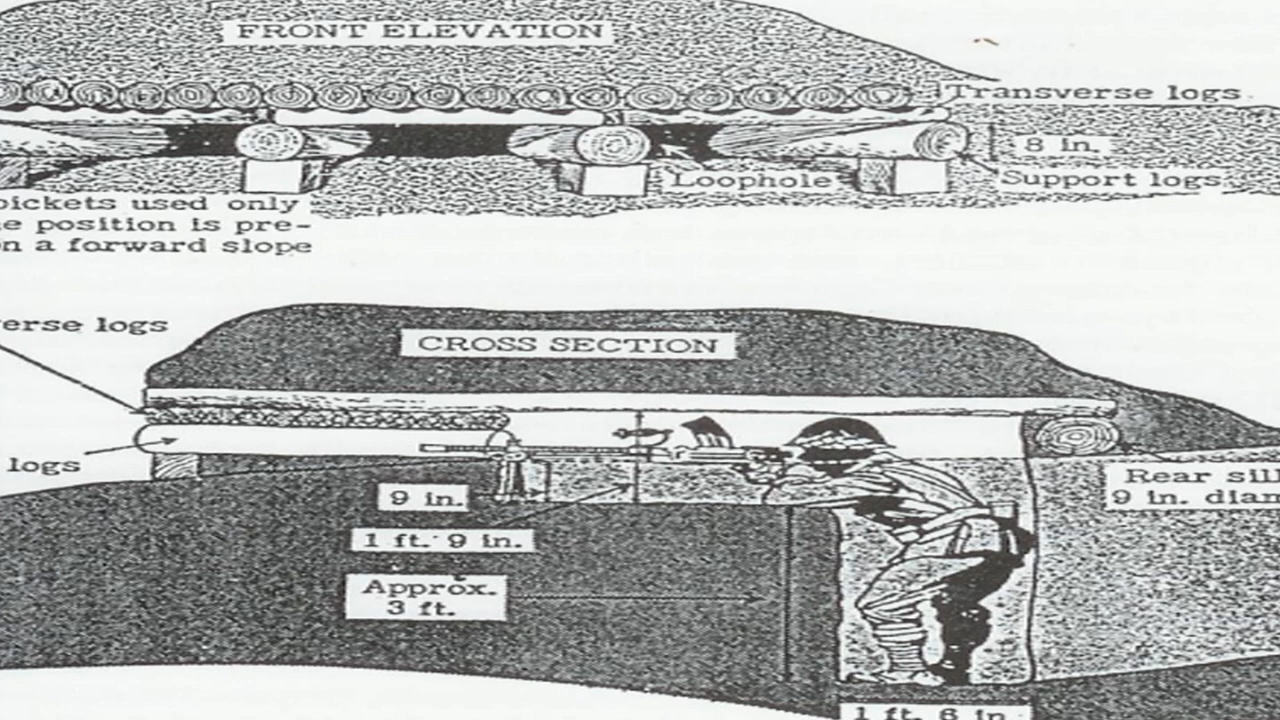 FRONT ELEVATION
Transverse logs
8 in.
Loophole
Support logs
pickets used only
e position is pre-
n a forward slope
erse logs
CROSS SECTION
logs
Rear sill
9 in. diam
9 in.
1 ft. 9 in.
Approx.
3 ft.
1 ft. 6 in